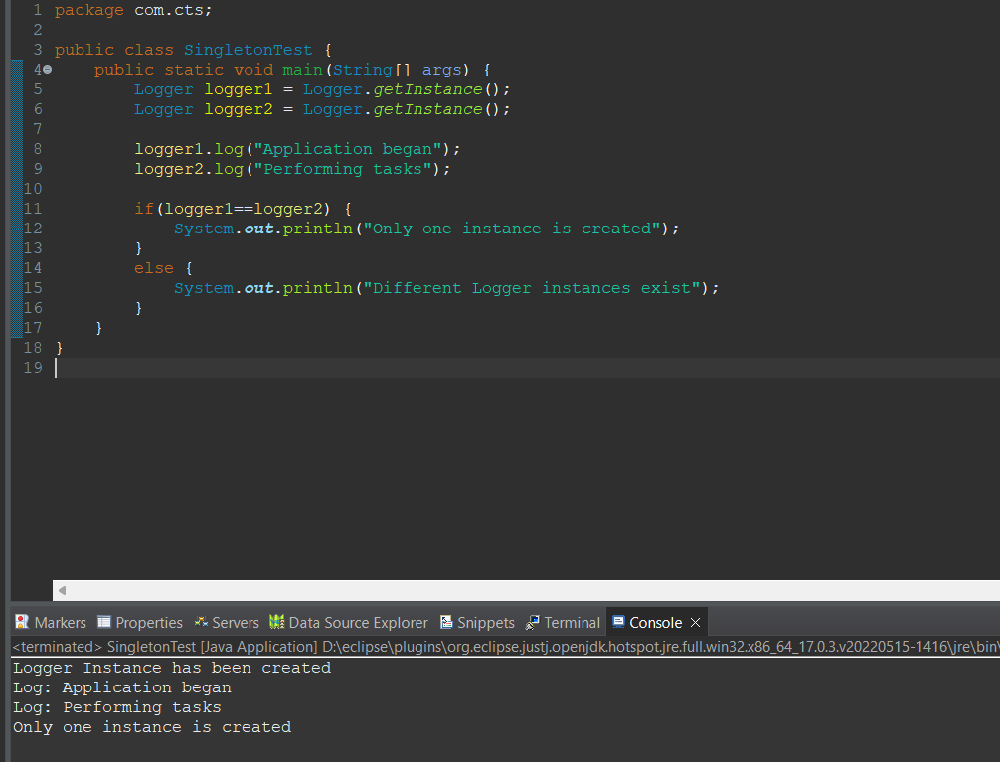 1 package com.cts;
2
3 public class SingletonTest {
4 public static void main(String[] args) {
5 Logger logger1 = Logger.getInstance();
6 Logger logger2 = Logger.getInstance();
7
8 logger1.log("Application began");
9 logger2.log("Performing tasks");
10
11 if(logger1==logger2) {
12 System.out.println("Only one instance is created");
13 }
14 else {
15 System.out.println("Different Logger instances exist");
16 }
17 }
18 }
19
Markers Properties Servers Data Source Explorer Snippets Terminal Console
<terminated> SingletonTest [Java Application] D:\eclipse\plugins\org.eclipse.justj.openjdk.hotspot.jre.full.win32.x86_64_17.0.3.v20220515-1416\jre\bin\
Logger Instance has been created
Log: Application began
Log: Performing tasks
Only one instance is created